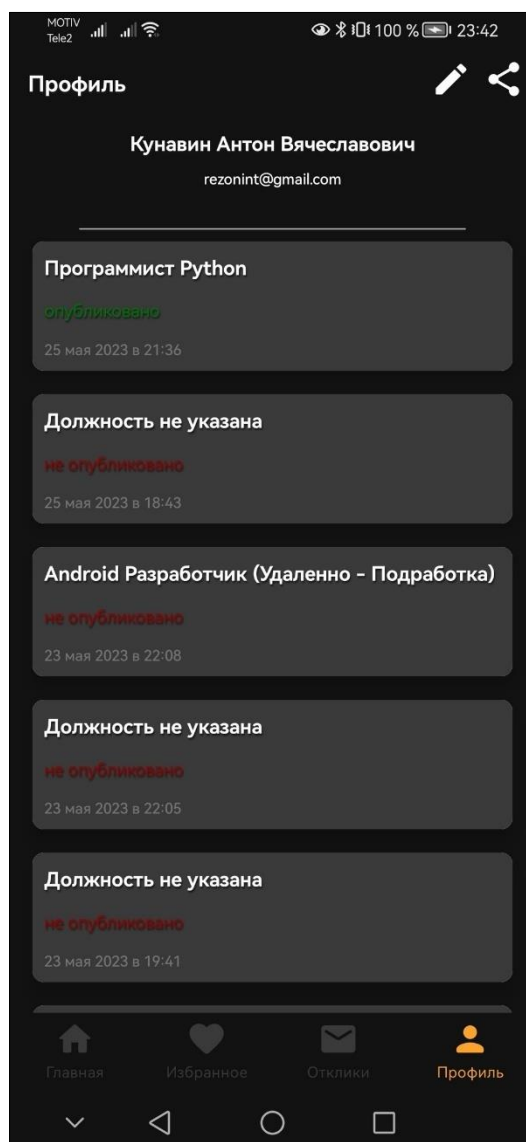 MOTIV
Tele2
100 % 23:42
Профиль
Кунавин Антон Вячеславович
rezonint@gmail.com
Программист Python
опубликовано
25 мая 2023 в 21:36
Должность не указана
не опубликовано
25 мая 2023 в 18:43
Android Разработчик (Удаленно - Подработка)
не опубликовано
23 мая 2023 в 22:08
Должность не указана
не опубликовано
23 мая 2023 в 22:05
Должность не указана
не опубликовано
23 мая 2023 в 19:41
Главная Избранное Отклики Профиль